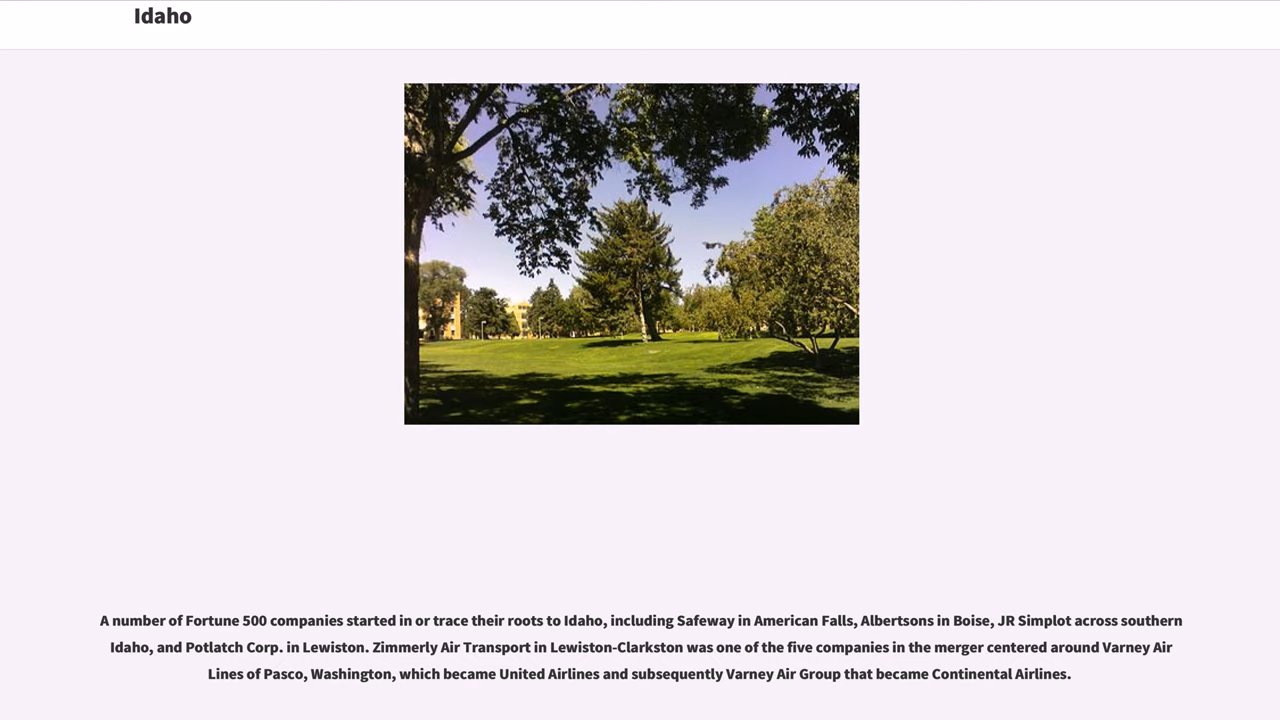 Idaho
A number of Fortune 500 companies started in or trace their roots to Idaho, including Safeway in American Falls, Albertsons in Boise, JR Simplot across southern
Idaho, and Potlatch Corp. in Lewiston. Zimmerly Air Transport in Lewiston-Clarkston was one of the five companies in the merger centered around Varney Air
Lines of Pasco, Washington, which became United Airlines and subsequently Varney Air Group that became Continental Airlines.